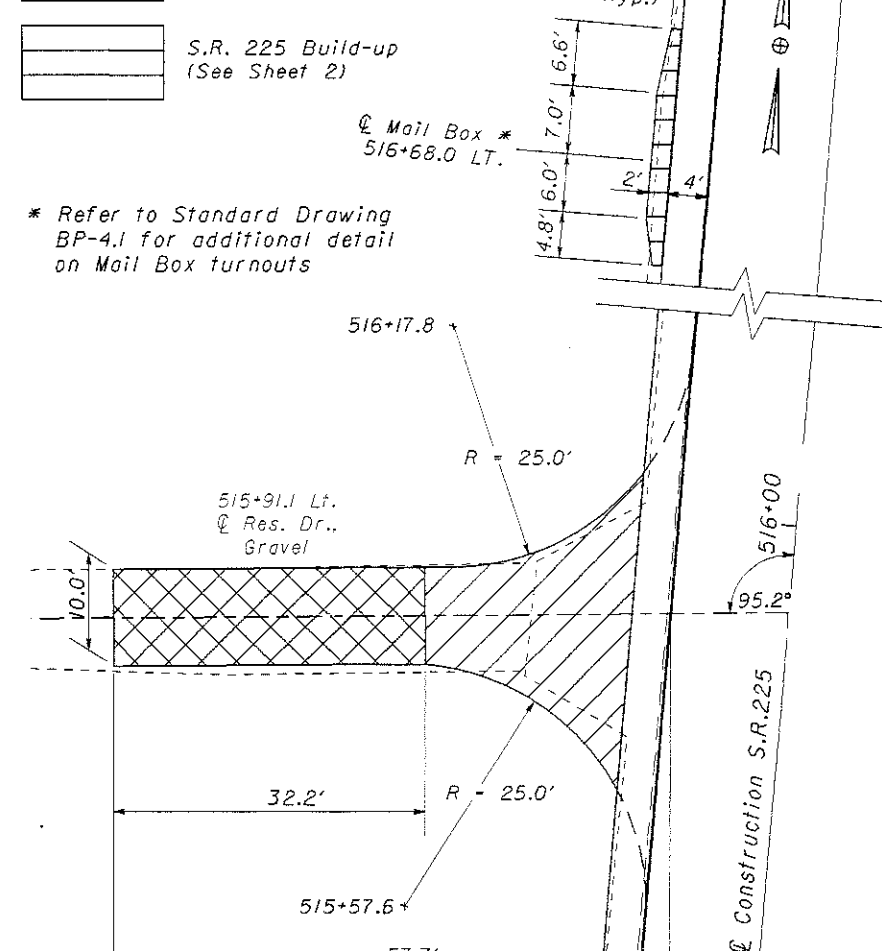 S.R. 225 Build-up
(See Sheet 2)
6.6'
7.0'
℄ Mail Box *
516+68.0 LT.
6.0'
2'
4'
4.8'
* Refer to Standard Drawing
BP-4.1 for additional detail
on Mail Box turnouts
516+17.8
R = 25.0'
515+91.1 Lt.
℄ Res. Dr.,
Gravel
516+00
10.0'
95.2°
32.2'
R = 25.0'
℄ Construction S.R.225
515+57.6